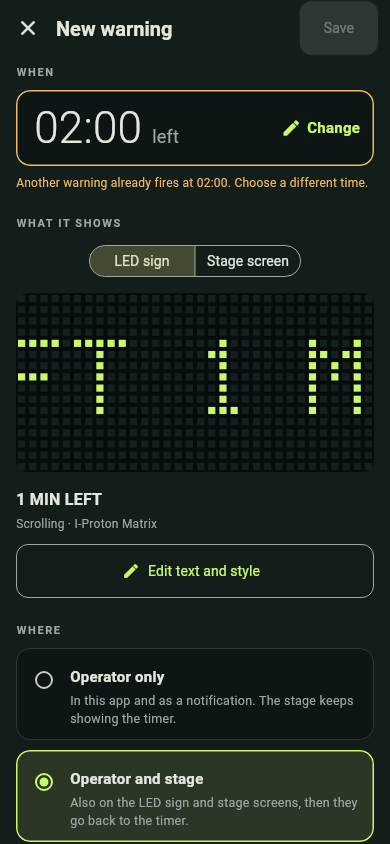 New warning
Save
WHEN
02:00 left
Change
Another warning already fires at 02:00. Choose a different time.
WHAT IT SHOWS
LED sign
Stage screen
FT 1 M
1 MIN LEFT
Scrolling · I-Proton Matrix
Edit text and style
WHERE
Operator only
In this app and as a notification. The stage keeps
showing the timer.
Operator and stage
Also on the LED sign and stage screens, then they
go back to the timer.